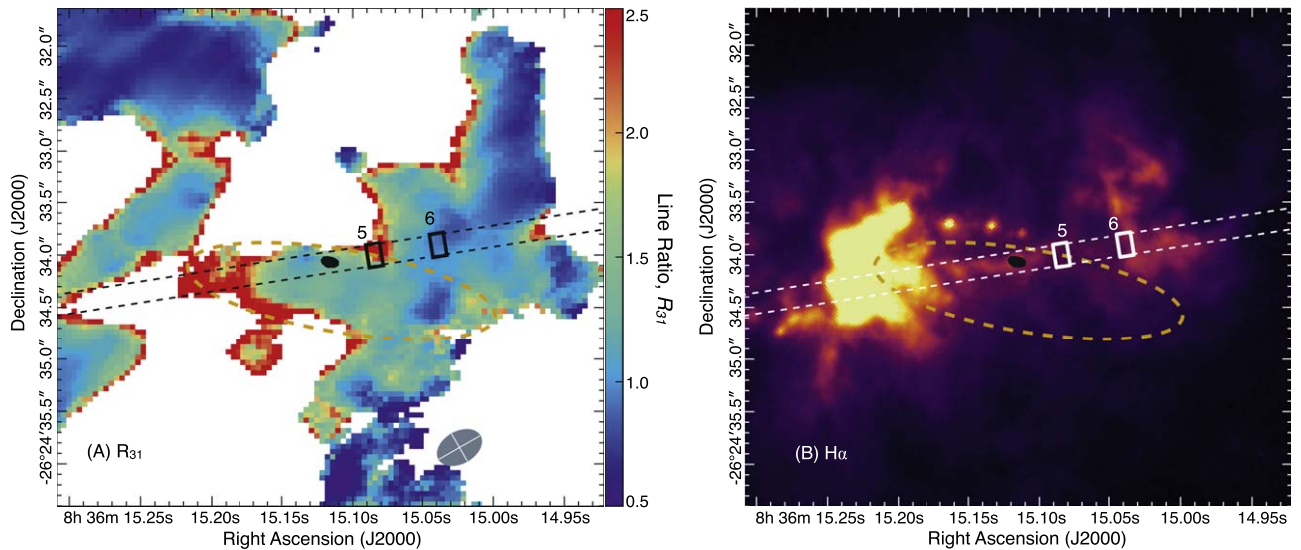 2.5
2.0
1.5
1.0
0.5
Line Ratio, R31
32.0″
32.5″
33.0″
33.5″
34.0″
34.5″
35.0″
35.5″
-26°24′35.5″
Declination (J2000)
5
6
(A) R31
8h 36m 15.25s 15.20s 15.15s 15.10s 15.05s 15.00s 14.95s
Right Ascension (J2000)
32.0″
32.5″
33.0″
33.5″
34.0″
34.5″
35.0″
-26°24′35.5″
Declination (J2000)
5
6
(B) Hα
8h 36m 15.25s 15.20s 15.15s 15.10s 15.05s 15.00s 14.95s
Right Ascension (J2000)